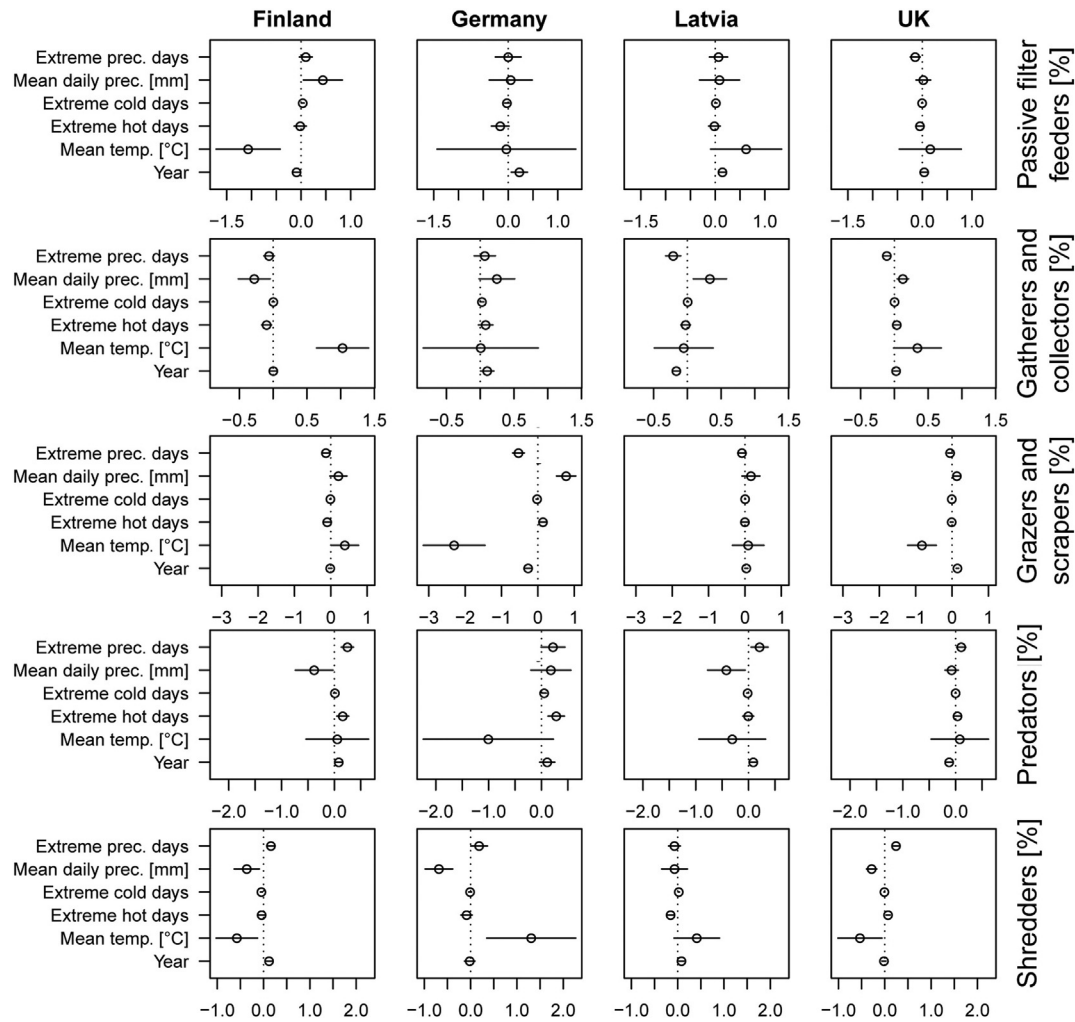 Finland Germany Latvia UK
Extreme prec. days
Mean daily prec. [mm]
Extreme cold days
Extreme hot days
Mean temp. [°C]
Year
Passive filter
feeders [%]
−1.5 0.0 1.0 −1.5 0.0 1.0 −1.5 0.0 1.0 −1.5 0.0 1.0
Extreme prec. days
Mean daily prec. [mm]
Extreme cold days
Extreme hot days
Mean temp. [°C]
Year
Gatherers and
collectors [%]
−0.5 0.5 1.5 −0.5 0.5 1.5 −0.5 0.5 1.5 −0.5 0.5 1.5
Extreme prec. days
Mean daily prec. [mm]
Extreme cold days
Extreme hot days
Mean temp. [°C]
Year
Grazers and
scrapers [%]
−3 −2 0 1 −3 −2 0 1 −3 −2 0 1 −3 −2 0 1
Extreme prec. days
Mean daily prec. [mm]
Extreme cold days
Extreme hot days
Mean temp. [°C]
Year
Predators [%]
−2.0 −1.0 0.0 −2.0 −1.0 0.0 −2.0 −1.0 0.0 −2.0 −1.0 0.0
Extreme prec. days
Mean daily prec. [mm]
Extreme cold days
Extreme hot days
Mean temp. [°C]
Year
Shredders [%]
−1.0 0.0 1.0 2.0 −1.0 0.0 1.0 2.0 −1.0 0.0 1.0 2.0 −1.0 0.0 1.0 2.0